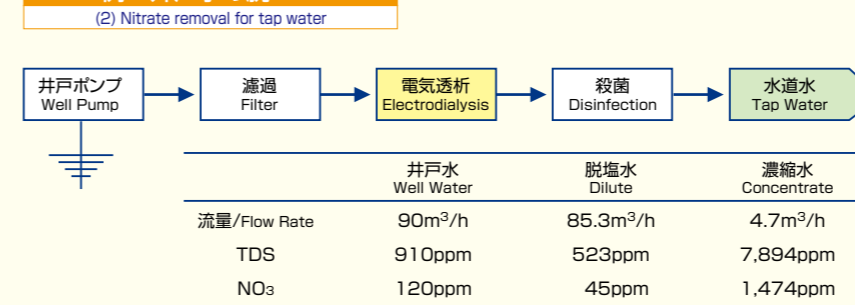 (2) Nitrate removal for tap water
井戸ポンプ
Well Pump
濾過
Filter
電気透析
Electrodialysis
殺菌
Disinfection
水道水
Tap Water
井戸水 脱塩水 濃縮水
Well Water Dilute Concentrate
流量/Flow Rate 90m³/h 85.3m³/h 4.7m³/h
TDS 910ppm 523ppm 7,894ppm
NO₃ 120ppm 45ppm 1,474ppm